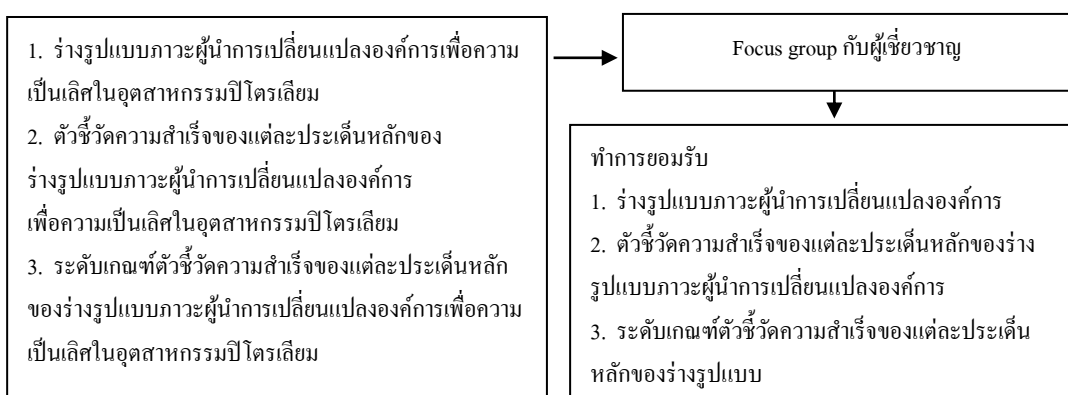 1. ร่างรูปแบบภาวะผู้นำการเปลี่ยนแปลงองค์การเพื่อความ
เป็นเลิศในอุตสาหกรรมปิโตรเลียม
2. ตัวชี้วัดความสำเร็จของแต่ละประเด็นหลักของ
ร่างรูปแบบภาวะผู้นำการเปลี่ยนแปลงองค์การ
เพื่อความเป็นเลิศในอุตสาหกรรมปิโตรเลียม
3. ระดับเกณฑ์ตัวชี้วัดความสำเร็จของแต่ละประเด็นหลัก
ของร่างรูปแบบภาวะผู้นำการเปลี่ยนแปลงองค์การเพื่อความ
เป็นเลิศในอุตสาหกรรมปิโตรเลียม
Focus group กับผู้เชี่ยวชาญ
ทำการยอมรับ
1. ร่างรูปแบบภาวะผู้นำการเปลี่ยนแปลงองค์การ
2. ตัวชี้วัดความสำเร็จของแต่ละประเด็นหลักของร่าง
รูปแบบภาวะผู้นำการเปลี่ยนแปลงองค์การ
3. ระดับเกณฑ์ตัวชี้วัดความสำเร็จของแต่ละประเด็น
หลักของร่างรูปแบบ